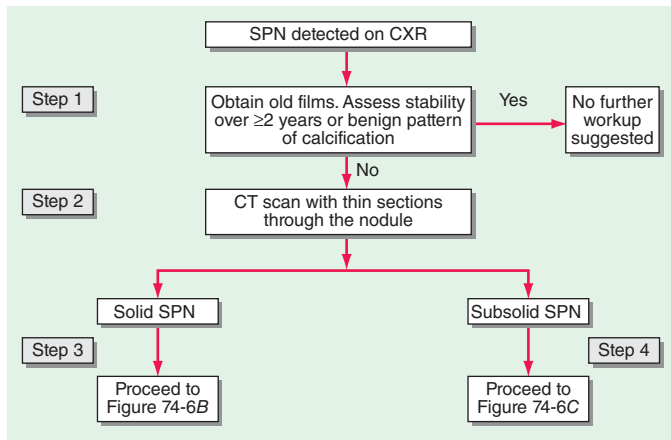 SPN detected on CXR
Step 1
Obtain old films. Assess stability
over ≥2 years or benign pattern
of calcification
Yes
No further
workup
suggested
No
Step 2
CT scan with thin sections
through the nodule
Solid SPN
Subsolid SPN
Step 3
Step 4
Proceed to
Figure 74-6B
Proceed to
Figure 74-6C